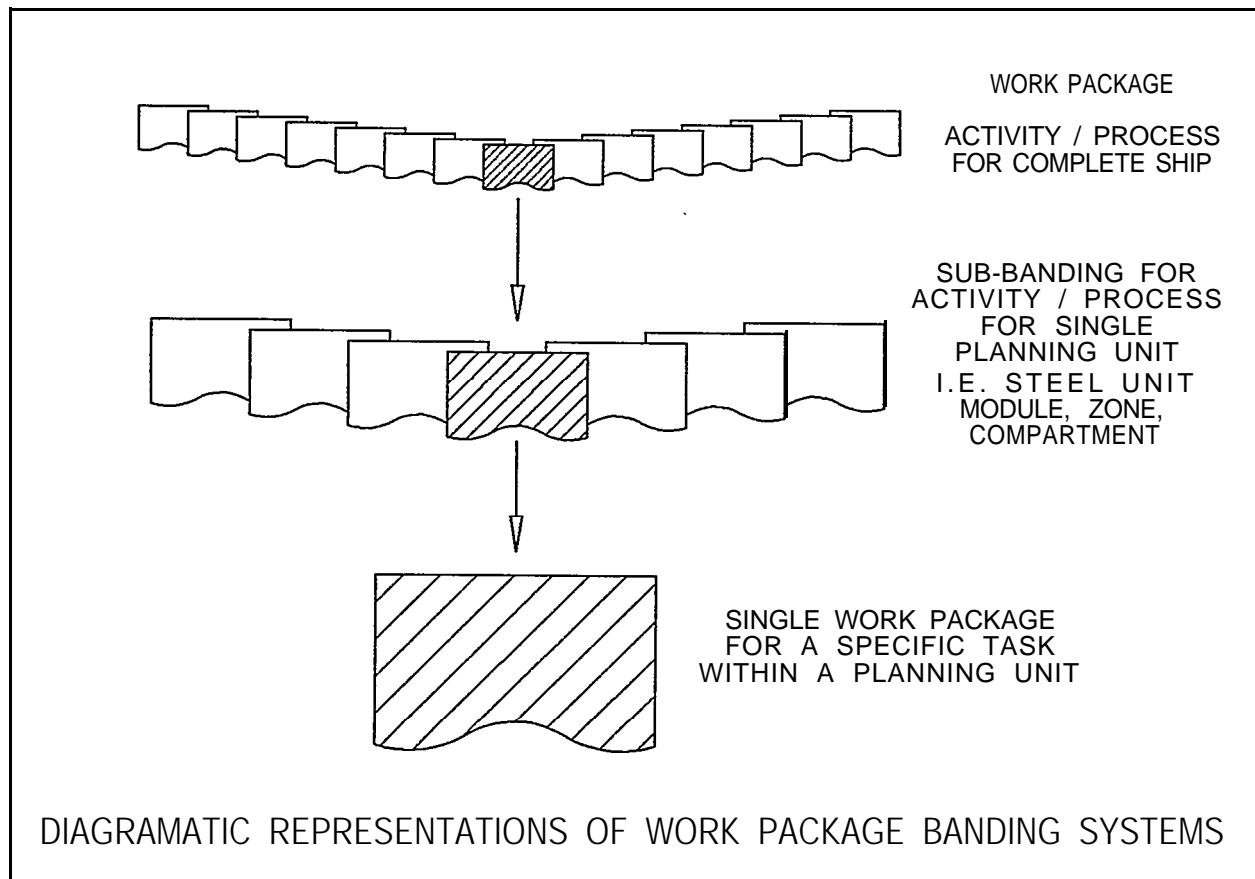 WORK PACKAGE
ACTIVITY / PROCESS
FOR COMPLETE SHIP
SUB-BANDING FOR
ACTIVITY / PROCESS
FOR SINGLE
PLANNING UNIT
I.E. STEEL UNIT
MODULE, ZONE,
COMPARTMENT
SINGLE WORK PACKAGE
FOR A SPECIFIC TASK
WITHIN A PLANNING UNIT
DIAGRAMATIC REPRESENTATIONS OF WORK PACKAGE BANDING SYSTEMS